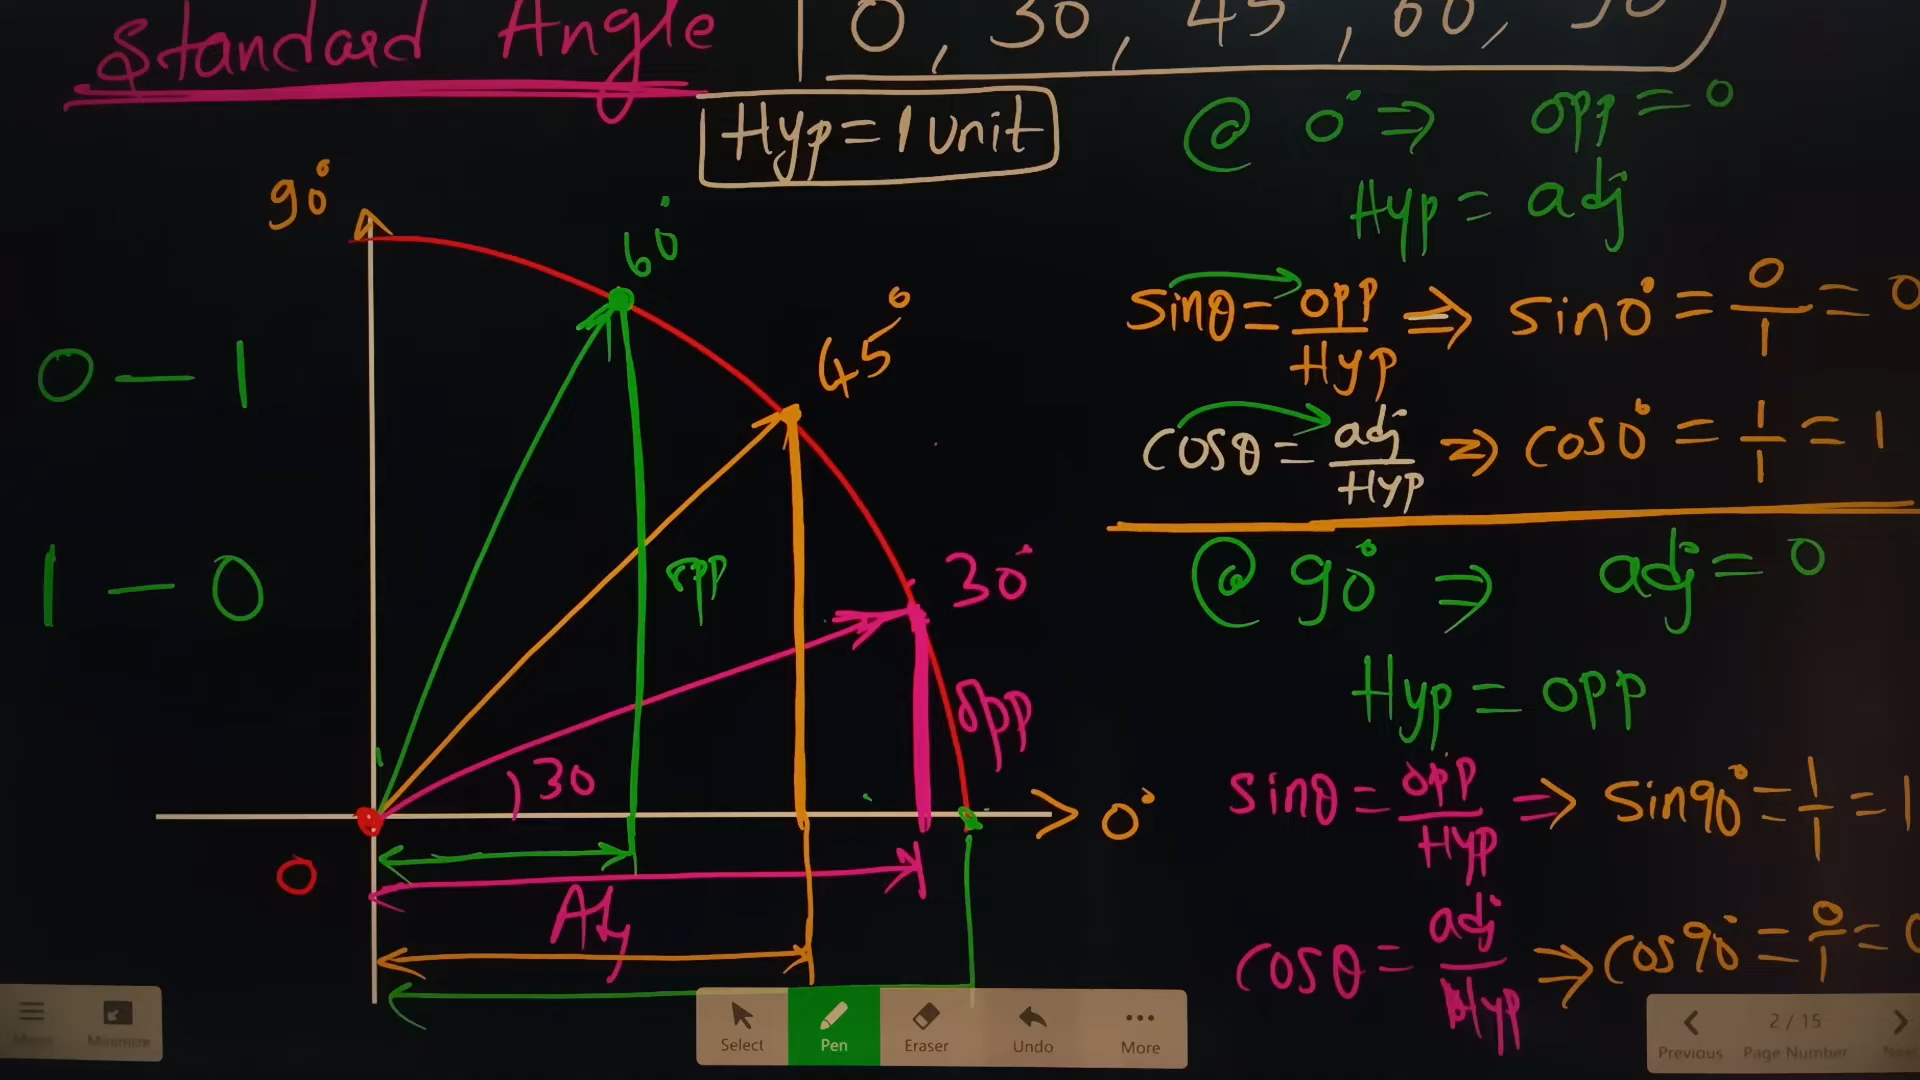 Standard Angle
0, 30, 45, 60, 90
Hyp = 1 unit
@ 0° ⇒ opp = 0
Hyp = adj
sinθ = opp/Hyp ⇒ sin0° = 0/1 = 0
cosθ = adj/Hyp ⇒ cos0° = 1/1 = 1
@ 90° ⇒ adj = 0
Hyp = opp
sinθ = opp/Hyp ⇒ sin90° = 1/1 = 1
cosθ = adj/Hyp ⇒ cos90° = 0/1 = 0
90°
60°
45°
0 — 1
1 — 0
opp
30°
opp
30
0°
0
Adj
Minimize
Select
Pen
Eraser
Undo
More
2 / 15
Previous
Page Number